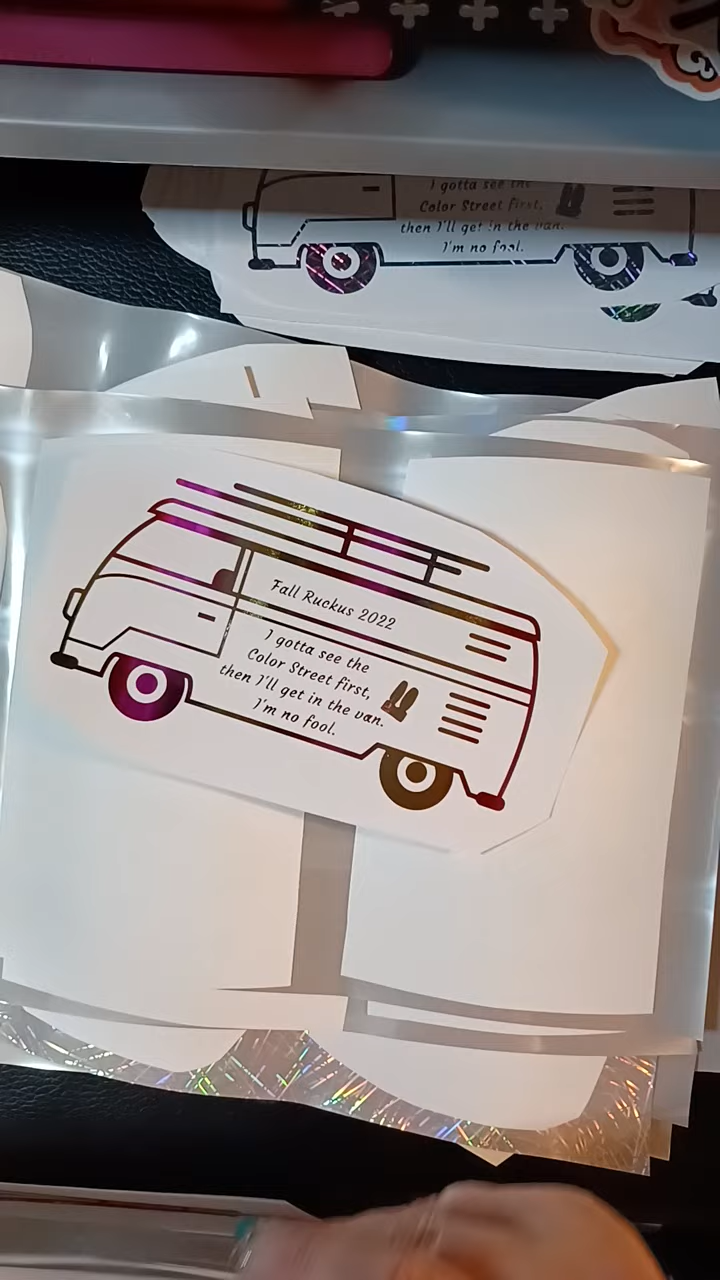 I gotta see the
Color Street first,
then I'll get in the van.
I'm no fool.
Fall Ruckus 2022
I gotta see the
Color Street first,
then I'll get in the van.
I'm no fool.